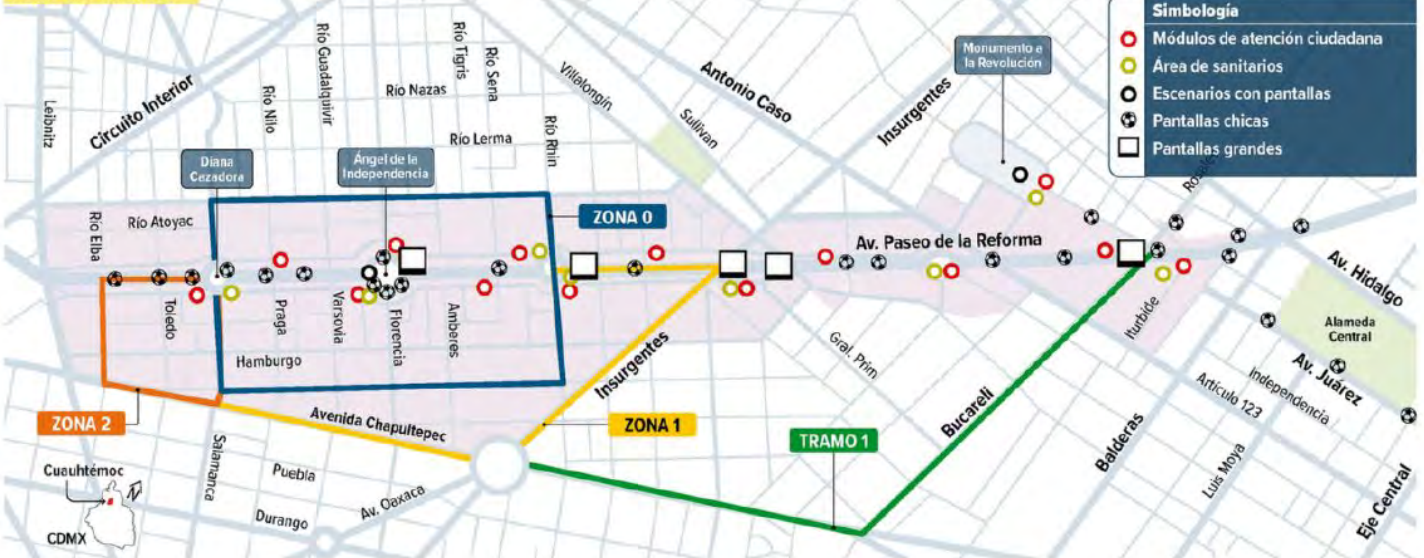 Simbología
Módulos de atención ciudadana
Área de sanitarios
Escenarios con pantallas
Pantallas chicas
Pantallas grandes
Monumento a
la Revolución
Antonio Caso
Insurgentes
Villalongín
Sullivan
Río Tigris
Río Sena
Río Guadalquivir
Río Nazas
Río Nilo
Río Lerma
Río Rhin
Circuito Interior
Leibnitz
Diana
Cazadora
Ángel de la
Independencia
ZONA 0
Río Atoyac
Río Elba
Av. Paseo de la Reforma
Av. Hidalgo
Toledo
Praga
Varsovia
Florencia
Amberes
Hamburgo
Insurgentes
Gral. Prim
Iturbide
Alameda
Central
Av. Juárez
Independencia
Artículo 123
ZONA 2
Avenida Chapultepec
ZONA 1
TRAMO 1
Bucareli
Balderas
Luis Moya
Eje Central
Salamanca
Puebla
Av. Oaxaca
Durango
Cuauhtémoc
CDMX